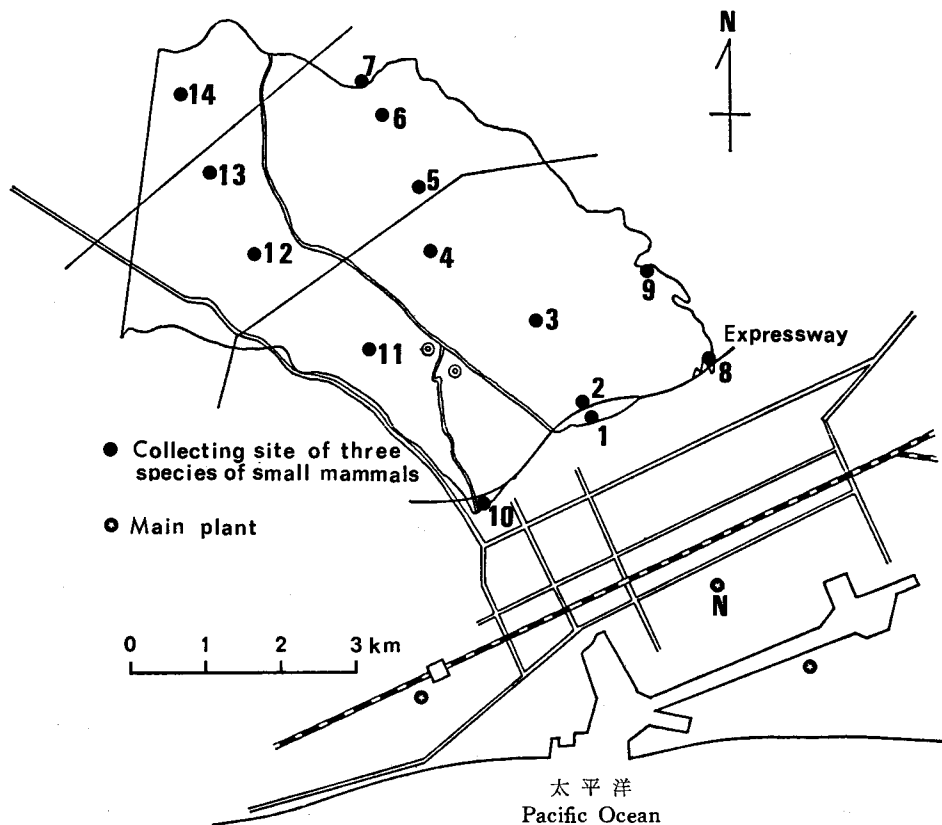 N
7
14
6
13
5
12
4
9
3
Expressway
11
8
2
1
● Collecting site of three
species of small mammals
10
Main plant
N
0 1 2 3 km
太平洋
Pacific Ocean